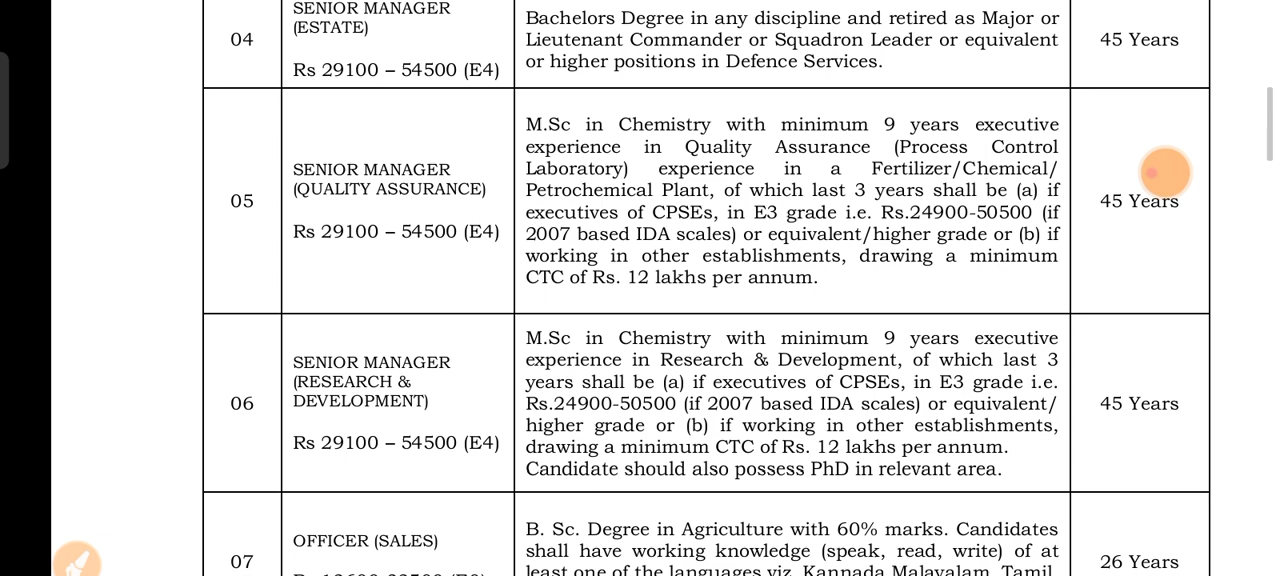 04
SENIOR MANAGER
(ESTATE)
Rs 29100 – 54500 (E4)
Bachelors Degree in any discipline and retired as Major or
Lieutenant Commander or Squadron Leader or equivalent
or higher positions in Defence Services.
45 Years
05
SENIOR MANAGER
(QUALITY ASSURANCE)
Rs 29100 – 54500 (E4)
M.Sc in Chemistry with minimum 9 years executive
experience in Quality Assurance (Process Control
Laboratory) experience in a Fertilizer/Chemical/
Petrochemical Plant, of which last 3 years shall be (a) if
executives of CPSEs, in E3 grade i.e. Rs.24900-50500 (if
2007 based IDA scales) or equivalent/higher grade or (b) if
working in other establishments, drawing a minimum
CTC of Rs. 12 lakhs per annum.
45 Years
06
SENIOR MANAGER
(RESEARCH &
DEVELOPMENT)
Rs 29100 – 54500 (E4)
M.Sc in Chemistry with minimum 9 years executive
experience in Research & Development, of which last 3
years shall be (a) if executives of CPSEs, in E3 grade i.e.
Rs.24900-50500 (if 2007 based IDA scales) or equivalent/
higher grade or (b) if working in other establishments,
drawing a minimum CTC of Rs. 12 lakhs per annum.
Candidate should also possess PhD in relevant area.
45 Years
07
OFFICER (SALES)
B. Sc. Degree in Agriculture with 60% marks. Candidates
shall have working knowledge (speak, read, write) of at
least one of the languages viz. Kannada Malayalam, Tamil,
26 Years